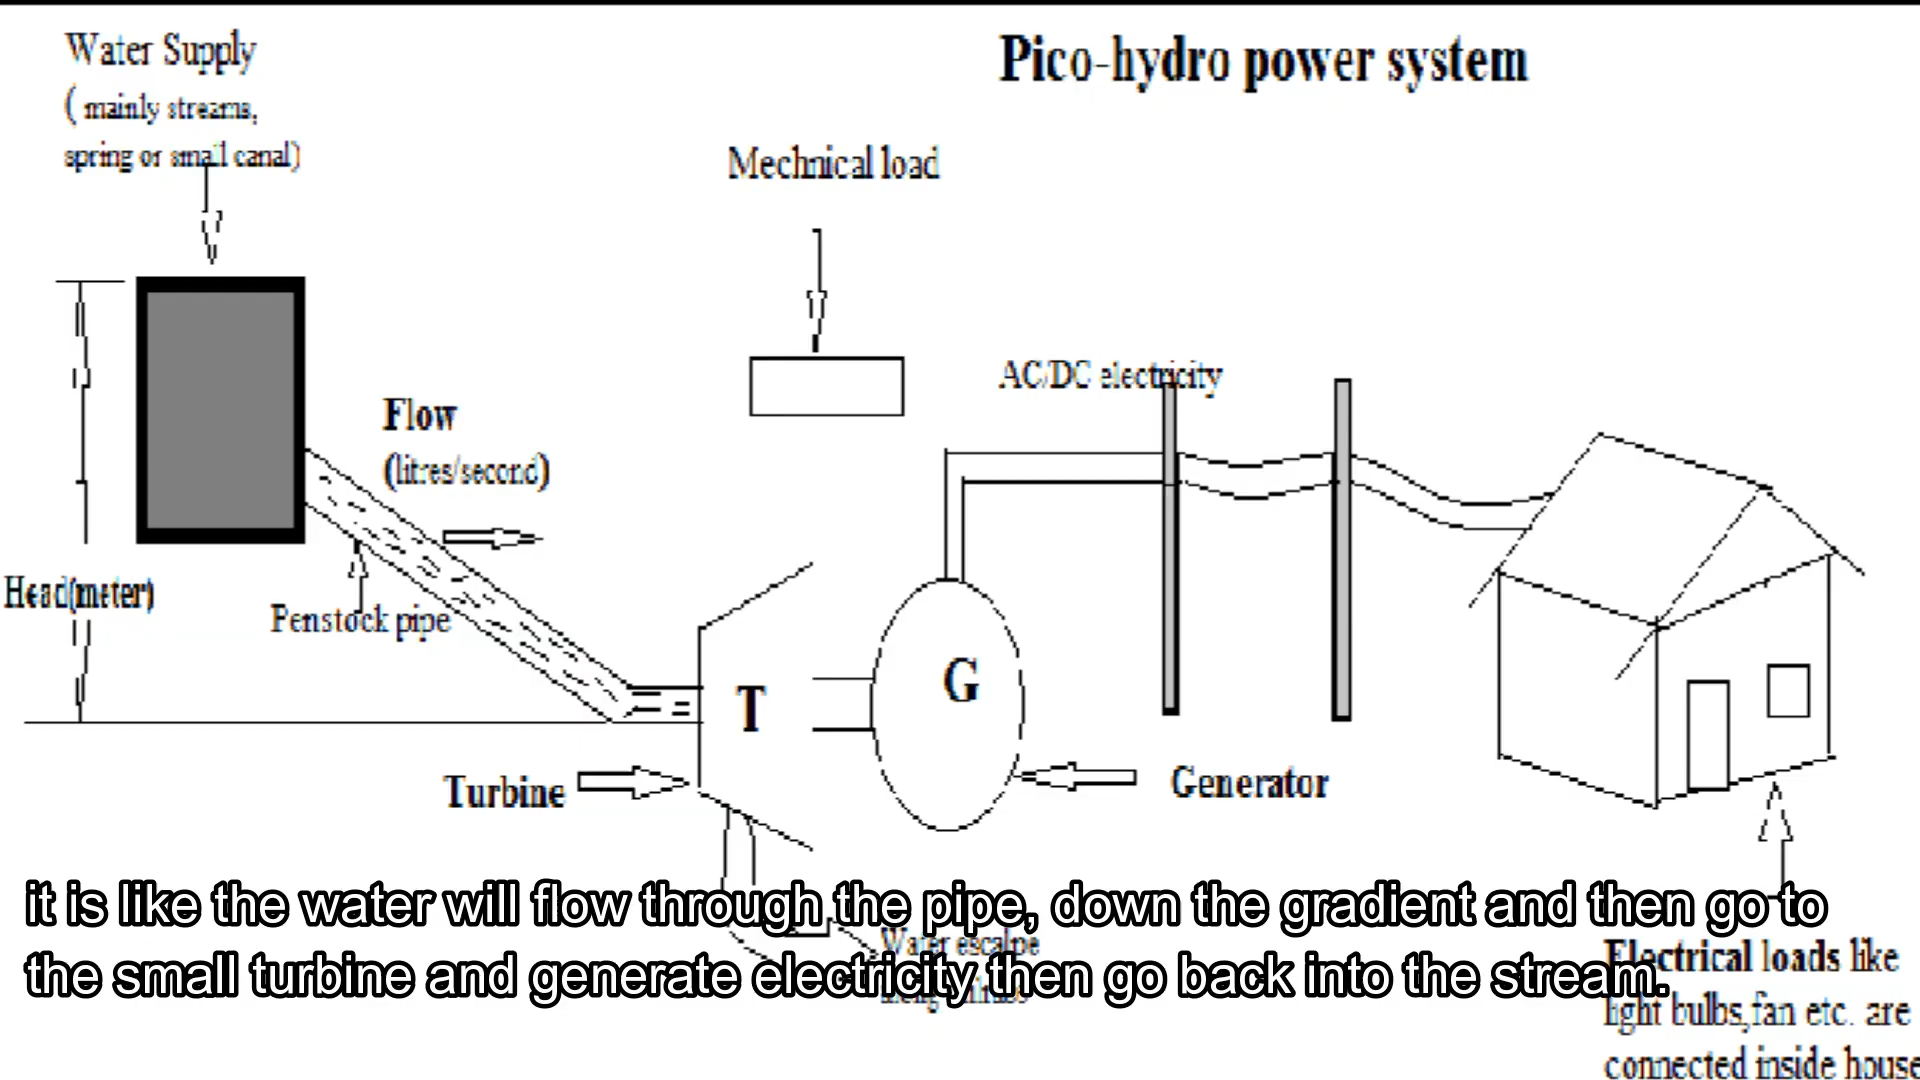 Water Supply
( mainly streams,
spring or small canal)
Pico-hydro power system
Mechnical load
AC/DC electricity
Flow
(litres/second)
Head(meter)
Penstock pipe
T
G
Turbine
Generator
it is like the water will flow through the pipe, down the gradient and then go to
the small turbine and generate electricity then go back into the stream.
Water escalpe
Electrical loads like
light bulbs,fan etc. are
connected inside house